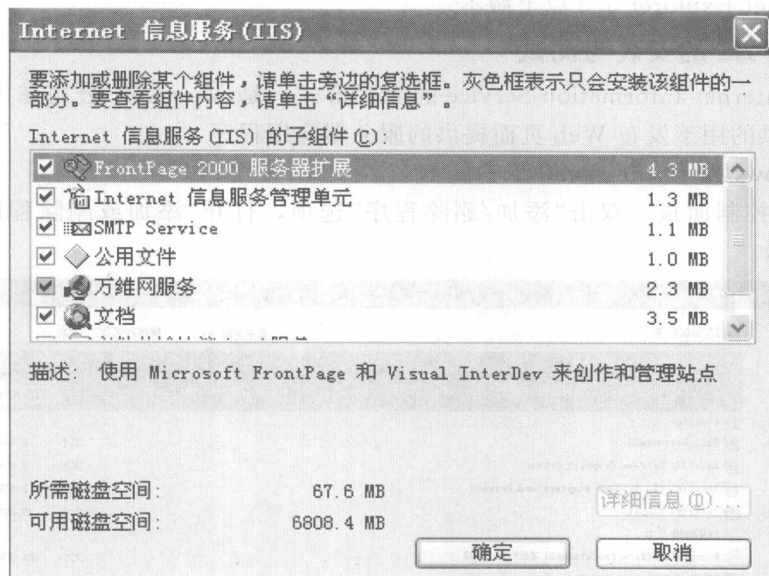 Internet 信息服务(IIS)
要添加或删除某个组件，请单击旁边的复选框。灰色框表示只会安装该组件的一
部分。要查看组件内容，请单击“详细信息”。
Internet 信息服务(IIS) 的子组件(C):
FrontPage 2000 服务器扩展 4.3 MB
Internet 信息服务管理单元 1.3 MB
SMTP Service 1.1 MB
公用文件 1.0 MB
万维网服务 2.3 MB
文档 3.5 MB
描述: 使用 Microsoft FrontPage 和 Visual InterDev 来创作和管理站点
所需磁盘空间: 67.6 MB
可用磁盘空间: 6808.4 MB
详细信息(D)...
确定 取消